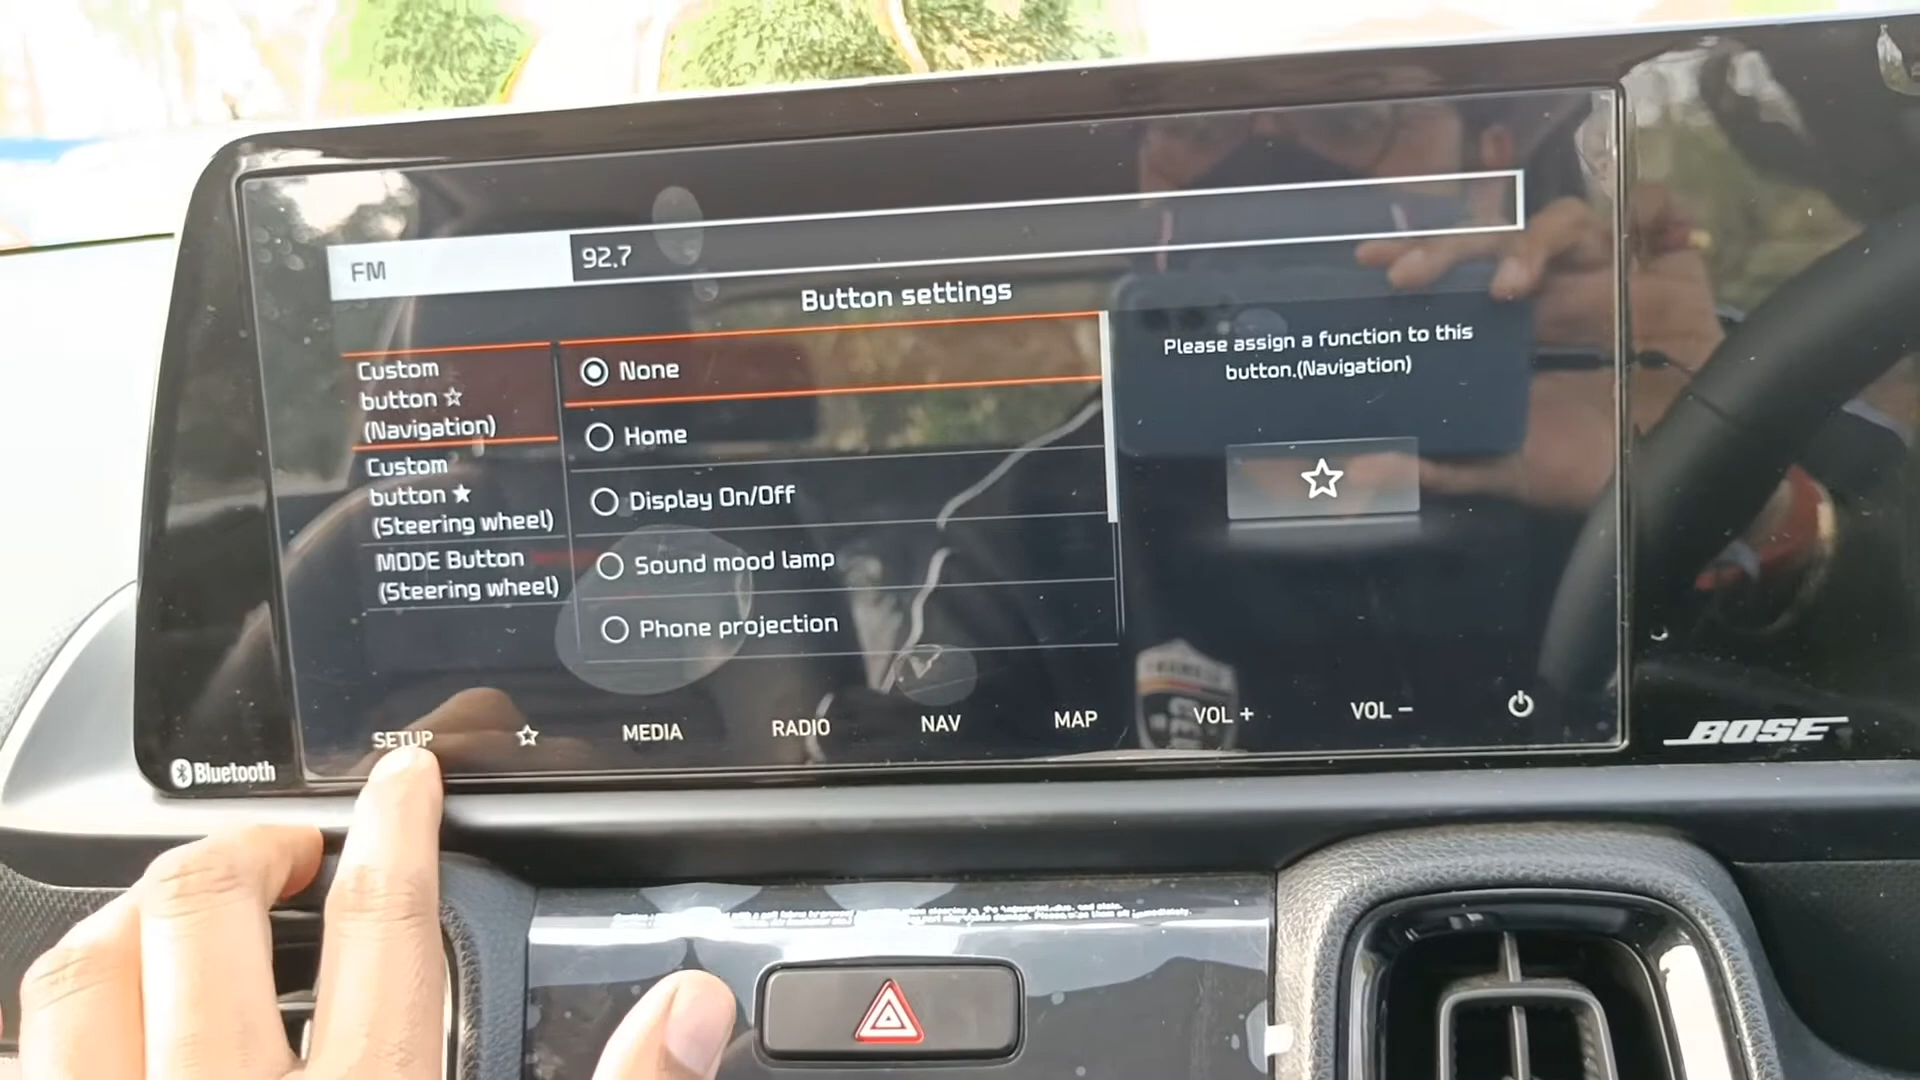 FM
92.7
Button settings
Custom
button ☆
(Navigation)
Custom
button ★
(Steering wheel)
MODE Button
(Steering wheel)
None
Home
Display On/Off
Sound mood lamp
Phone projection
Please assign a function to this
button.(Navigation)
SETUP ☆ MEDIA RADIO NAV MAP VOL + VOL −
Bluetooth
BOSE